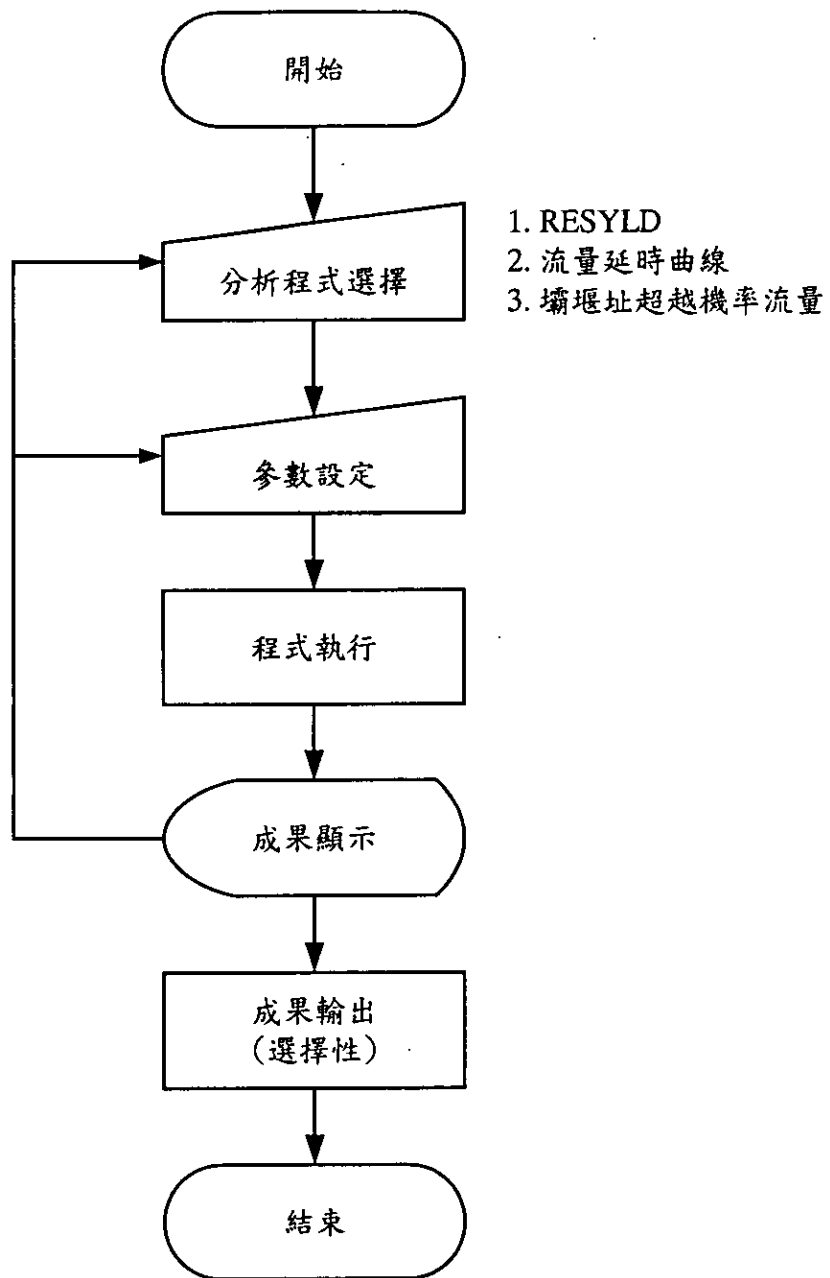 開始
分析程式選擇
1. RESYLD
2. 流量延時曲線
3. 壩堰址超越機率流量
參數設定
程式執行
成果顯示
成果輸出
(選擇性)
結束